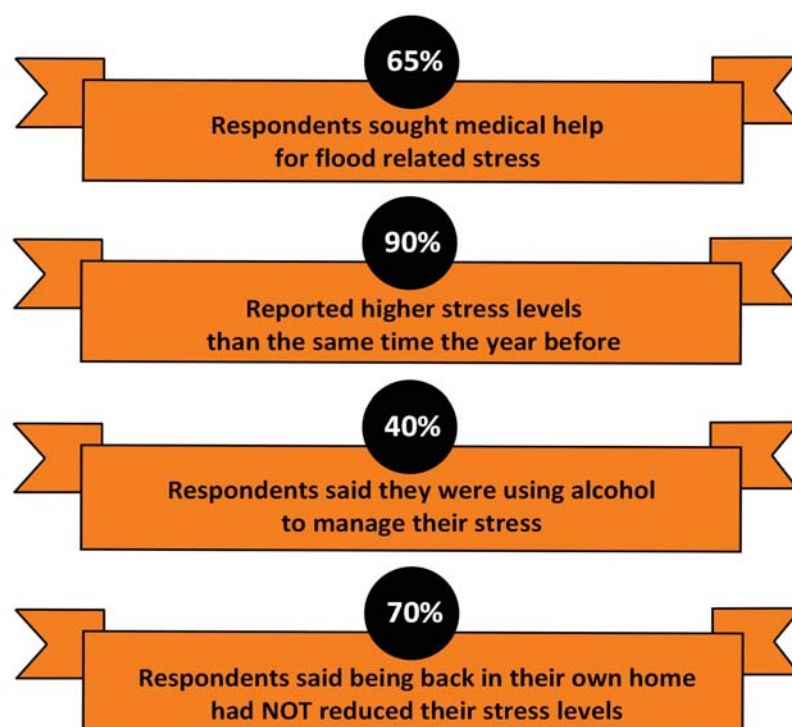 65%
Respondents sought medical help
for flood related stress
90%
Reported higher stress levels
than the same time the year before
40%
Respondents said they were using alcohol
to manage their stress
70%
Respondents said being back in their own home
had NOT reduced their stress levels